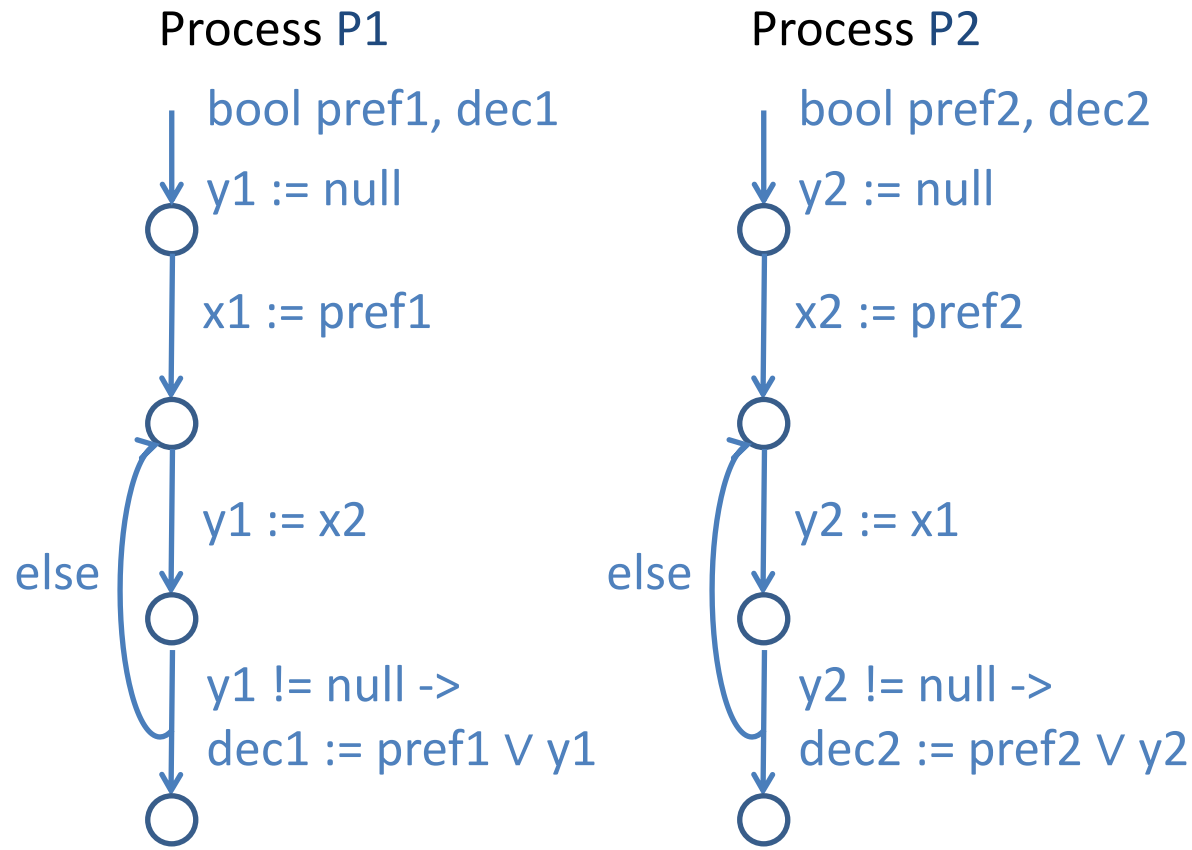 Process P1
bool pref1, dec1
y1 := null
x1 := pref1
y1 := x2
else
y1 != null ->
dec1 := pref1 ∨ y1
Process P2
bool pref2, dec2
y2 := null
x2 := pref2
y2 := x1
else
y2 != null ->
dec2 := pref2 ∨ y2